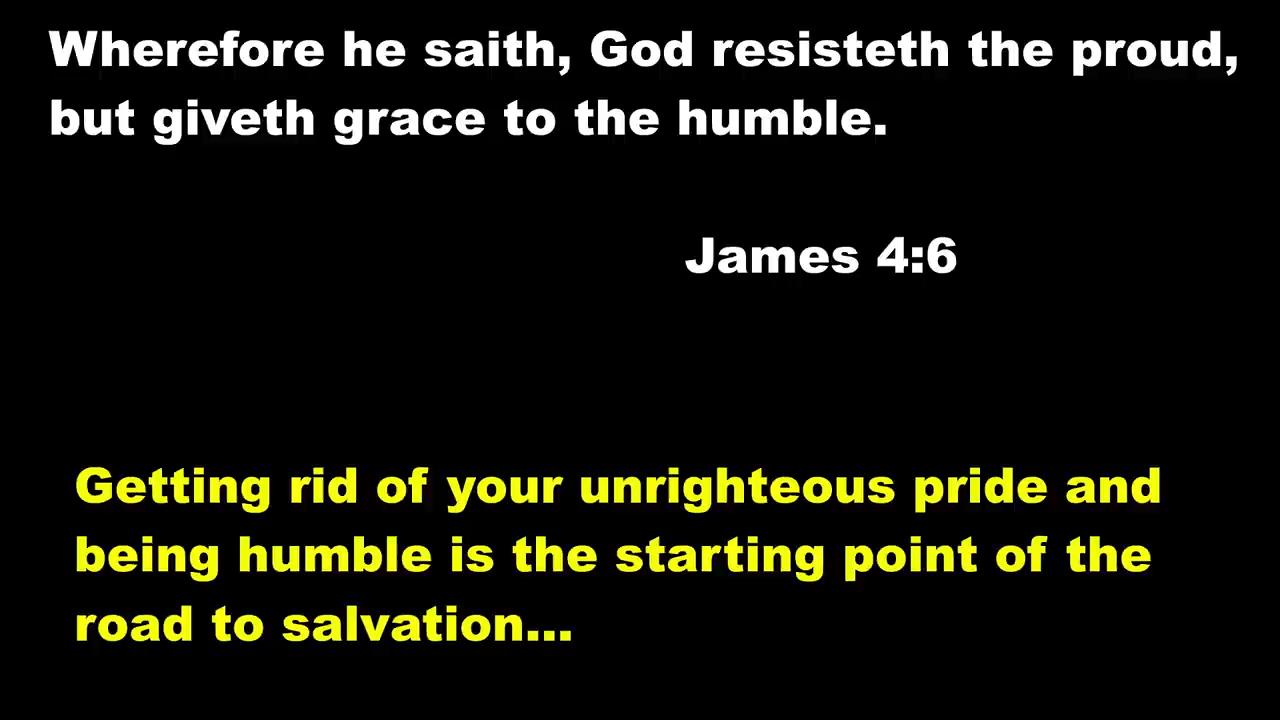 Wherefore he saith, God resisteth the proud,
but giveth grace to the humble.
James 4:6
Getting rid of your unrighteous pride and
being humble is the starting point of the
road to salvation...